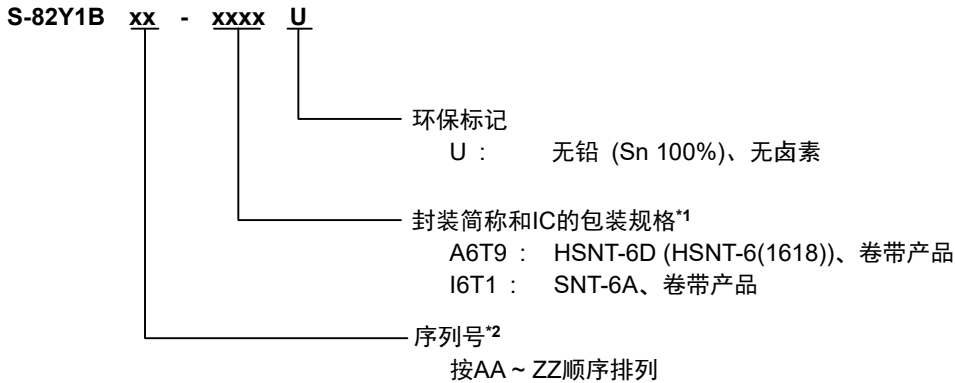 S-82Y1B xx - xxxx U
环保标记
U : 无铅 (Sn 100%)、无卤素
封装简称和IC的包装规格*1
A6T9 : HSNT-6D (HSNT-6(1618))、卷带产品
I6T1 : SNT-6A、卷带产品
序列号*2
按AA ~ ZZ顺序排列